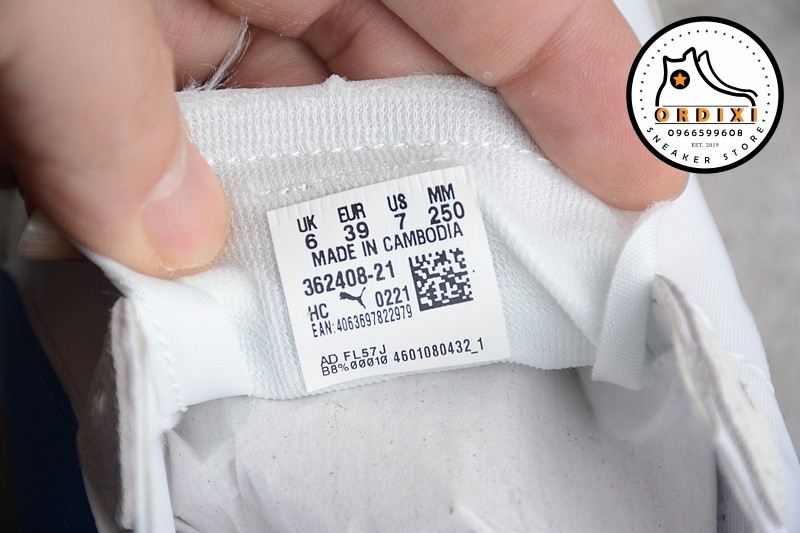 ORDIXI
0966599608
EST. 2019
SNEAKER STORE
UK EUR US MM
6 39 7 250
MADE IN CAMBODIA
362408-21
HC 0221
EAN:4063697822979
AD FL57J
B8%00010 4601080432_1